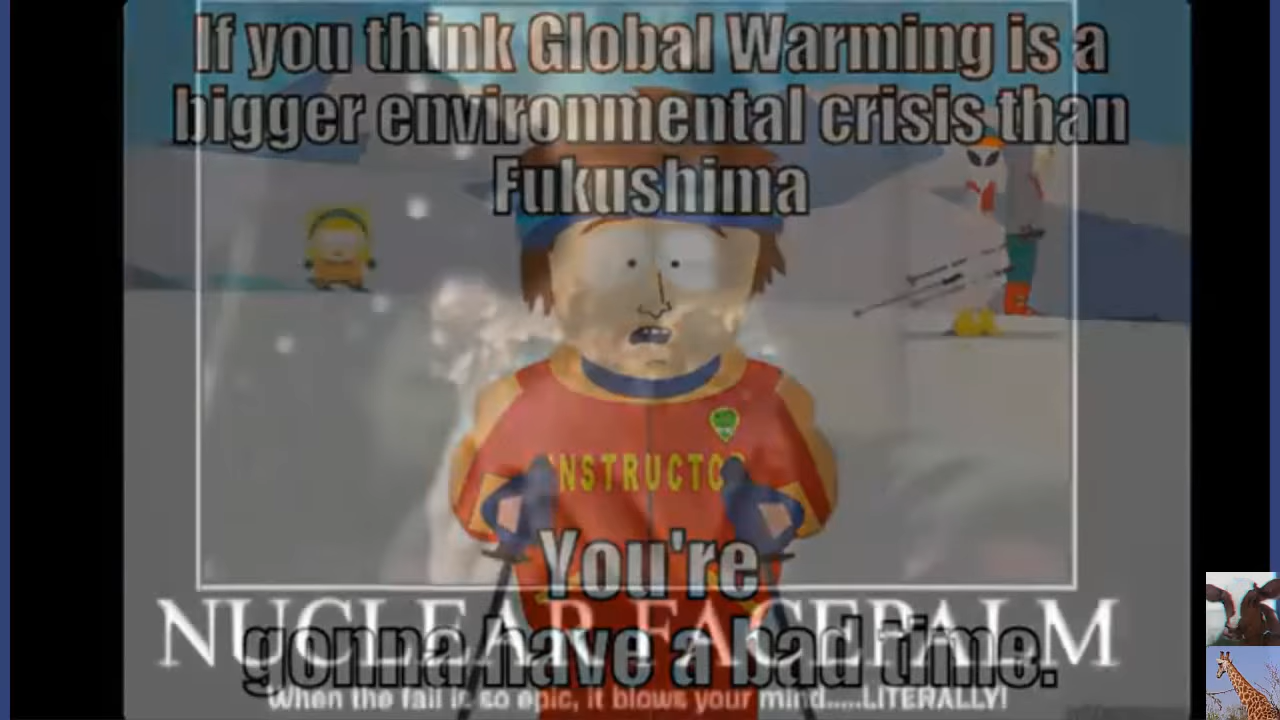 If you think Global Warming is a
bigger environmental crisis than
Fukushima
INSTRUCTOR
You're
NUCLEAR FACEPALM
gonna have a bad time.
When the fail is so epic, it blows your mind.....LITERALLY!